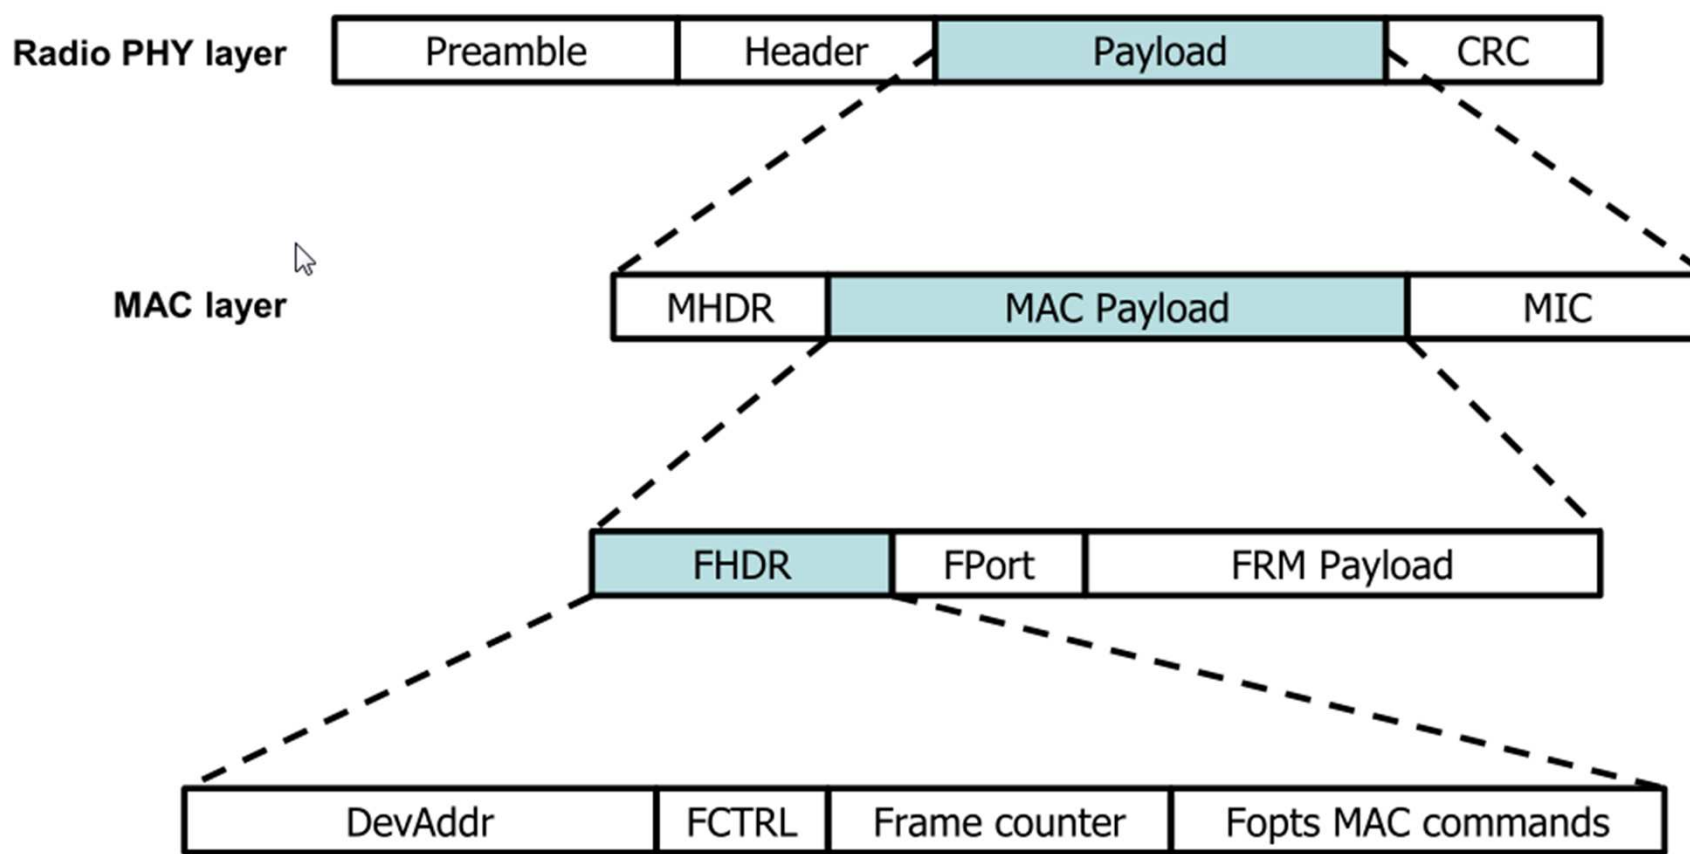 Radio PHY layer Preamble Header Payload CRC
MAC layer MHDR MAC Payload MIC
FHDR FPort FRM Payload
DevAddr FCTRL Frame counter Fopts MAC commands